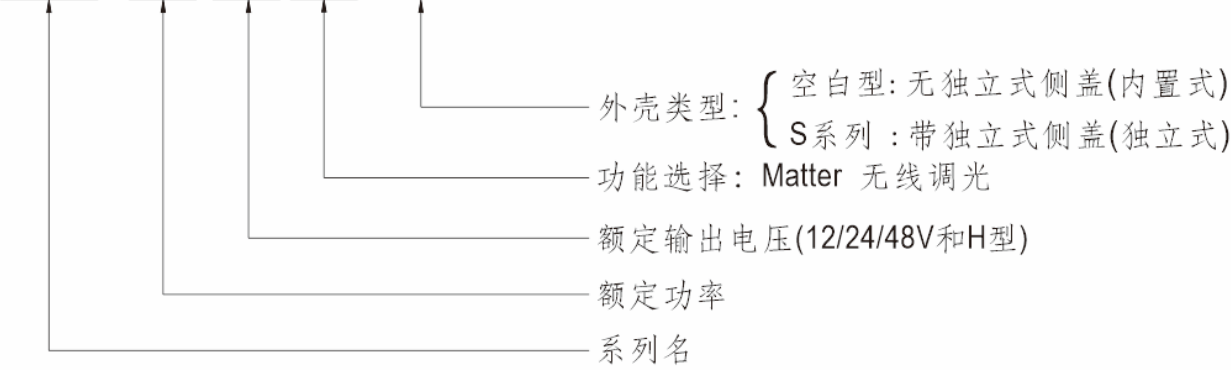 外壳类型:
空白型: 无独立式侧盖(内置式)
S系列 : 带独立式侧盖(独立式)
功能选择: Matter 无线调光
额定输出电压(12/24/48V和H型)
额定功率
系列名